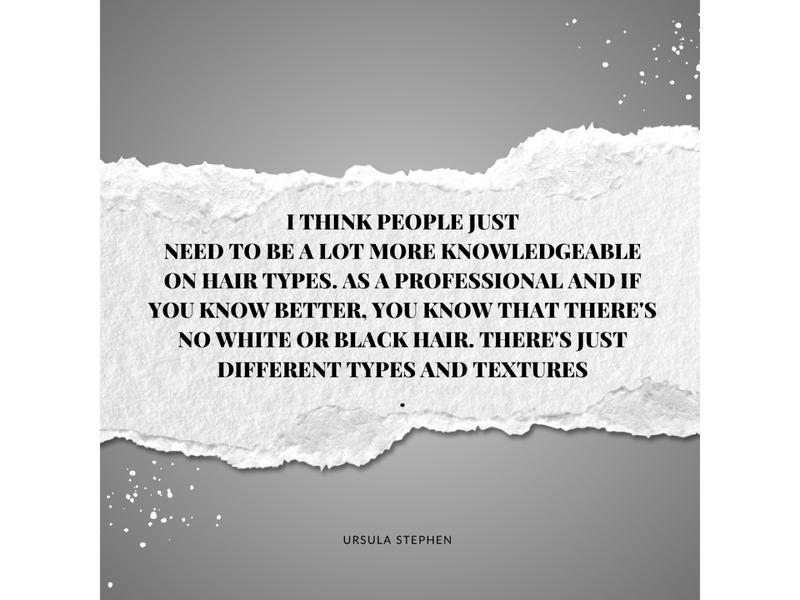 I THINK PEOPLE JUST
NEED TO BE A LOT MORE KNOWLEDGEABLE
ON HAIR TYPES. AS A PROFESSIONAL AND IF
YOU KNOW BETTER, YOU KNOW THAT THERE'S
NO WHITE OR BLACK HAIR. THERE'S JUST
DIFFERENT TYPES AND TEXTURES
.
URSULA STEPHEN